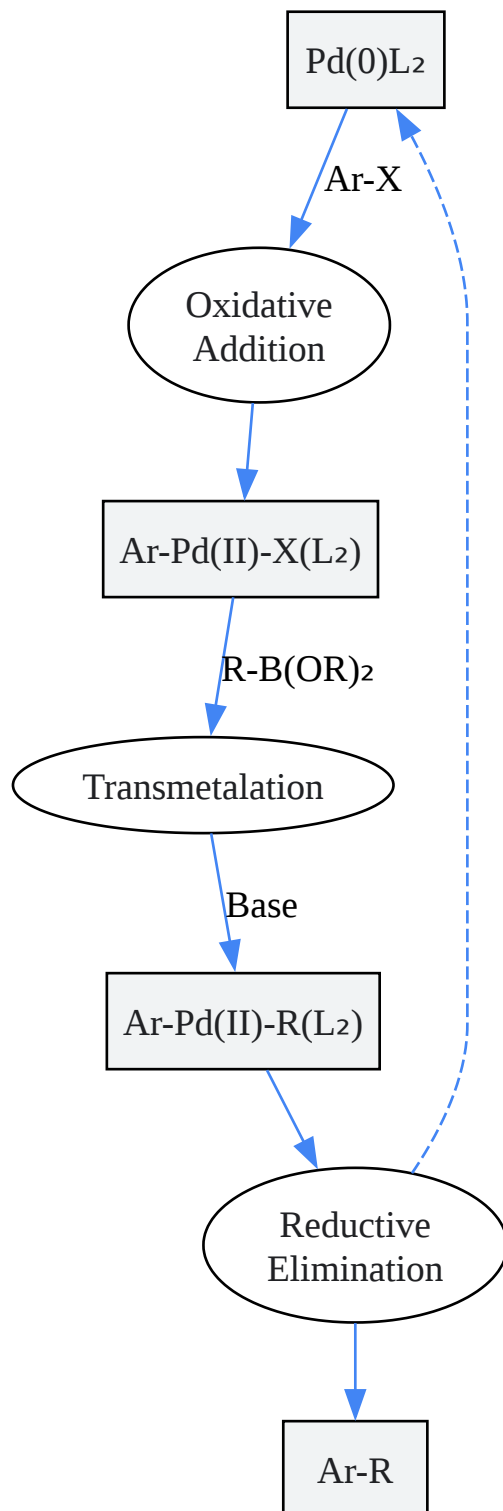 Pd(0)L₂
Ar-X
Oxidative
Addition
Ar-Pd(II)-X(L₂)
R-B(OR)₂
Transmetalation
Base
Ar-Pd(II)-R(L₂)
Reductive
Elimination
Ar-R